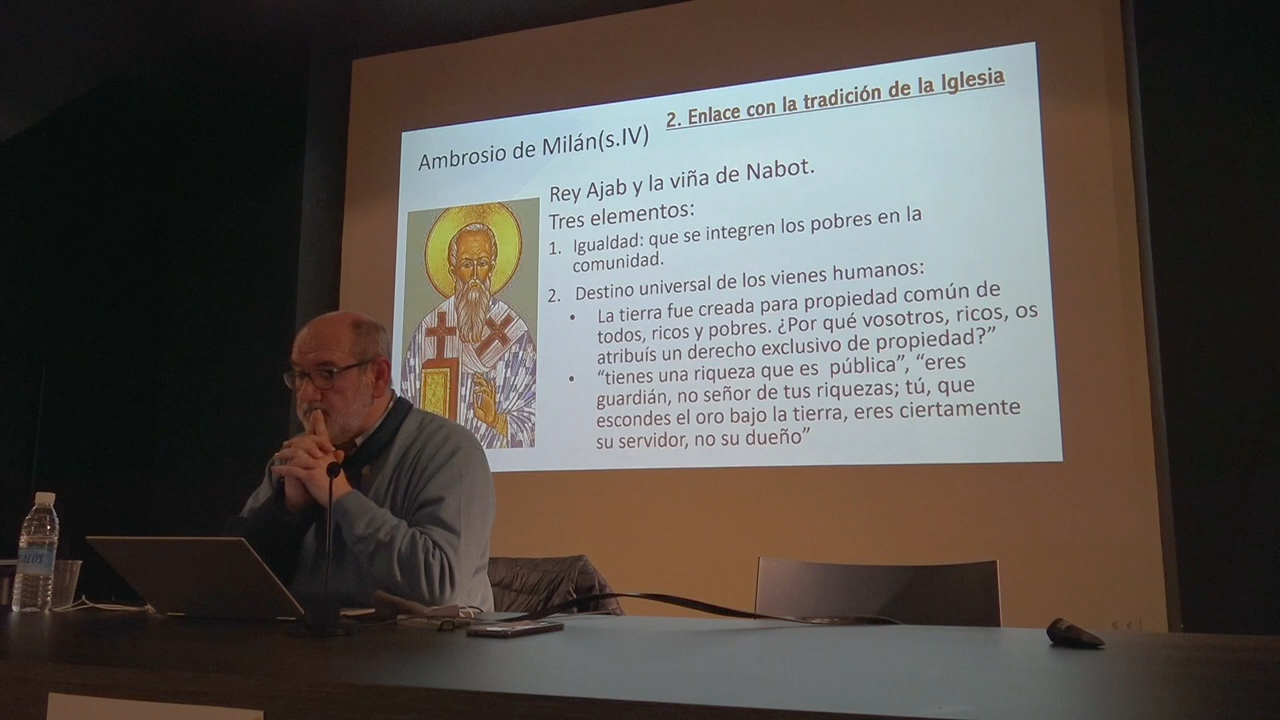 2. Enlace con la tradición de la Iglesia
Ambrosio de Milán(s.IV)
Rey Ajab y la viña de Nabot.
Tres elementos:
1. Igualdad: que se integren los pobres en la
comunidad.
2. Destino universal de los vienes humanos:
• La tierra fue creada para propiedad común de
todos, ricos y pobres. ¿Por qué vosotros, ricos, os
atribuís un derecho exclusivo de propiedad?”
• “tienes una riqueza que es pública”, “eres
guardián, no señor de tus riquezas; tú, que
escondes el oro bajo la tierra, eres ciertamente
su servidor, no su dueño”